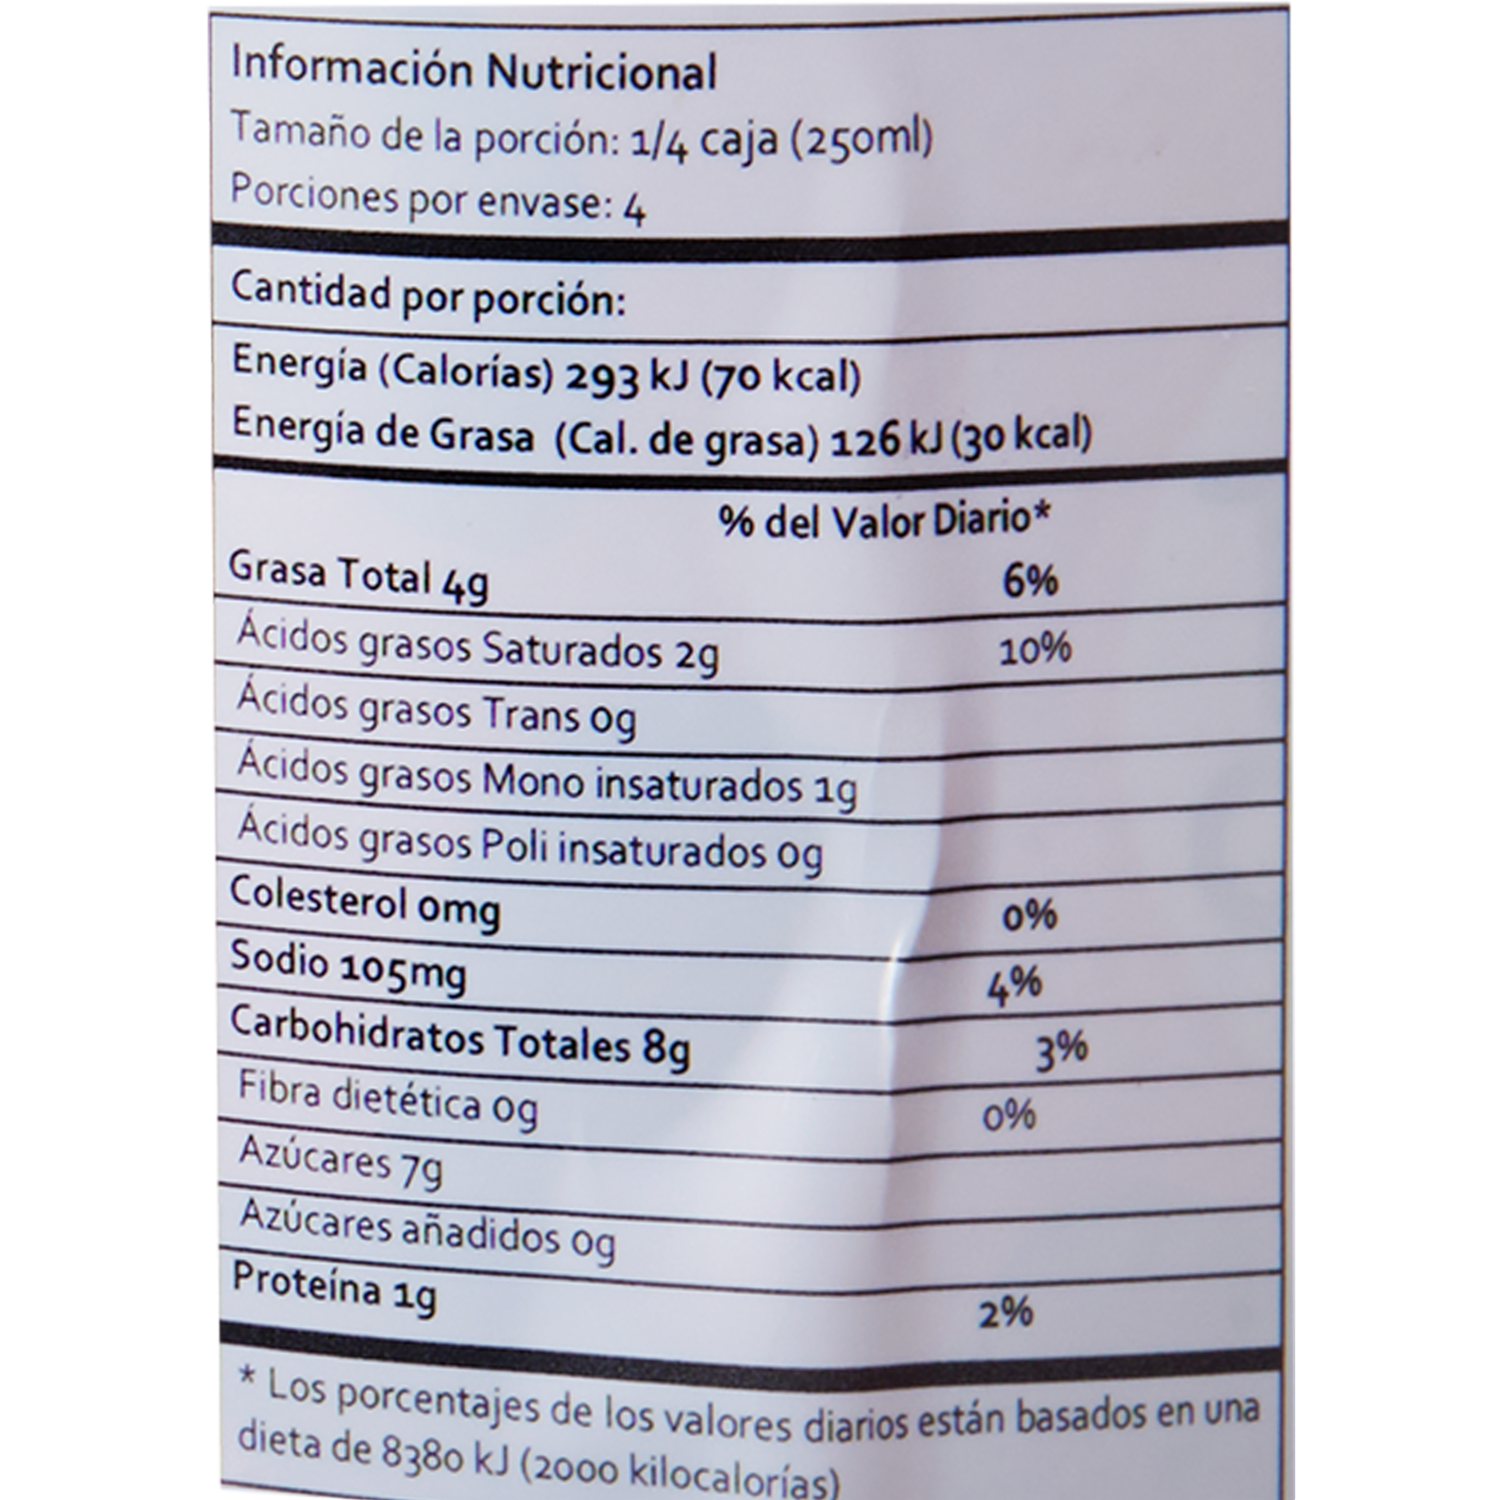 Información Nutricional
Tamaño de la porción: 1/4 caja (250ml)
Porciones por envase: 4
Cantidad por porción:
Energía (Calorías) 293 kJ (70 kcal)
Energía de Grasa (Cal. de grasa) 126 kJ (30 kcal)
% del Valor Diario*
Grasa Total 4g 6%
Ácidos grasos Saturados 2g 10%
Ácidos grasos Trans 0g
Ácidos grasos Mono insaturados 1g
Ácidos grasos Poli insaturados 0g
Colesterol 0mg 0%
Sodio 105mg 4%
Carbohidratos Totales 8g 3%
Fibra dietética 0g 0%
Azúcares 7g
Azúcares añadidos 0g
Proteína 1g 2%
* Los porcentajes de los valores diarios están basados en una
dieta de 8380 kJ (2000 kilocalorías)